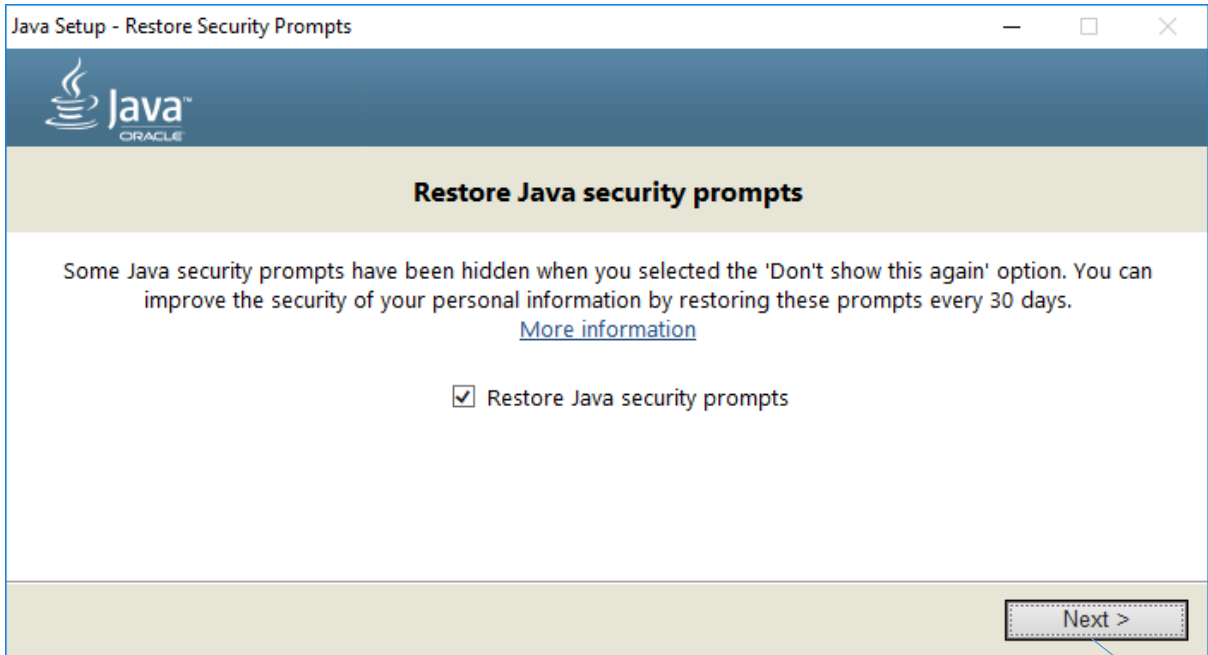 Java Setup - Restore Security Prompts
Java™
ORACLE
Restore Java security prompts
Some Java security prompts have been hidden when you selected the 'Don't show this again' option. You can
improve the security of your personal information by restoring these prompts every 30 days.
More information
Restore Java security prompts
Next >